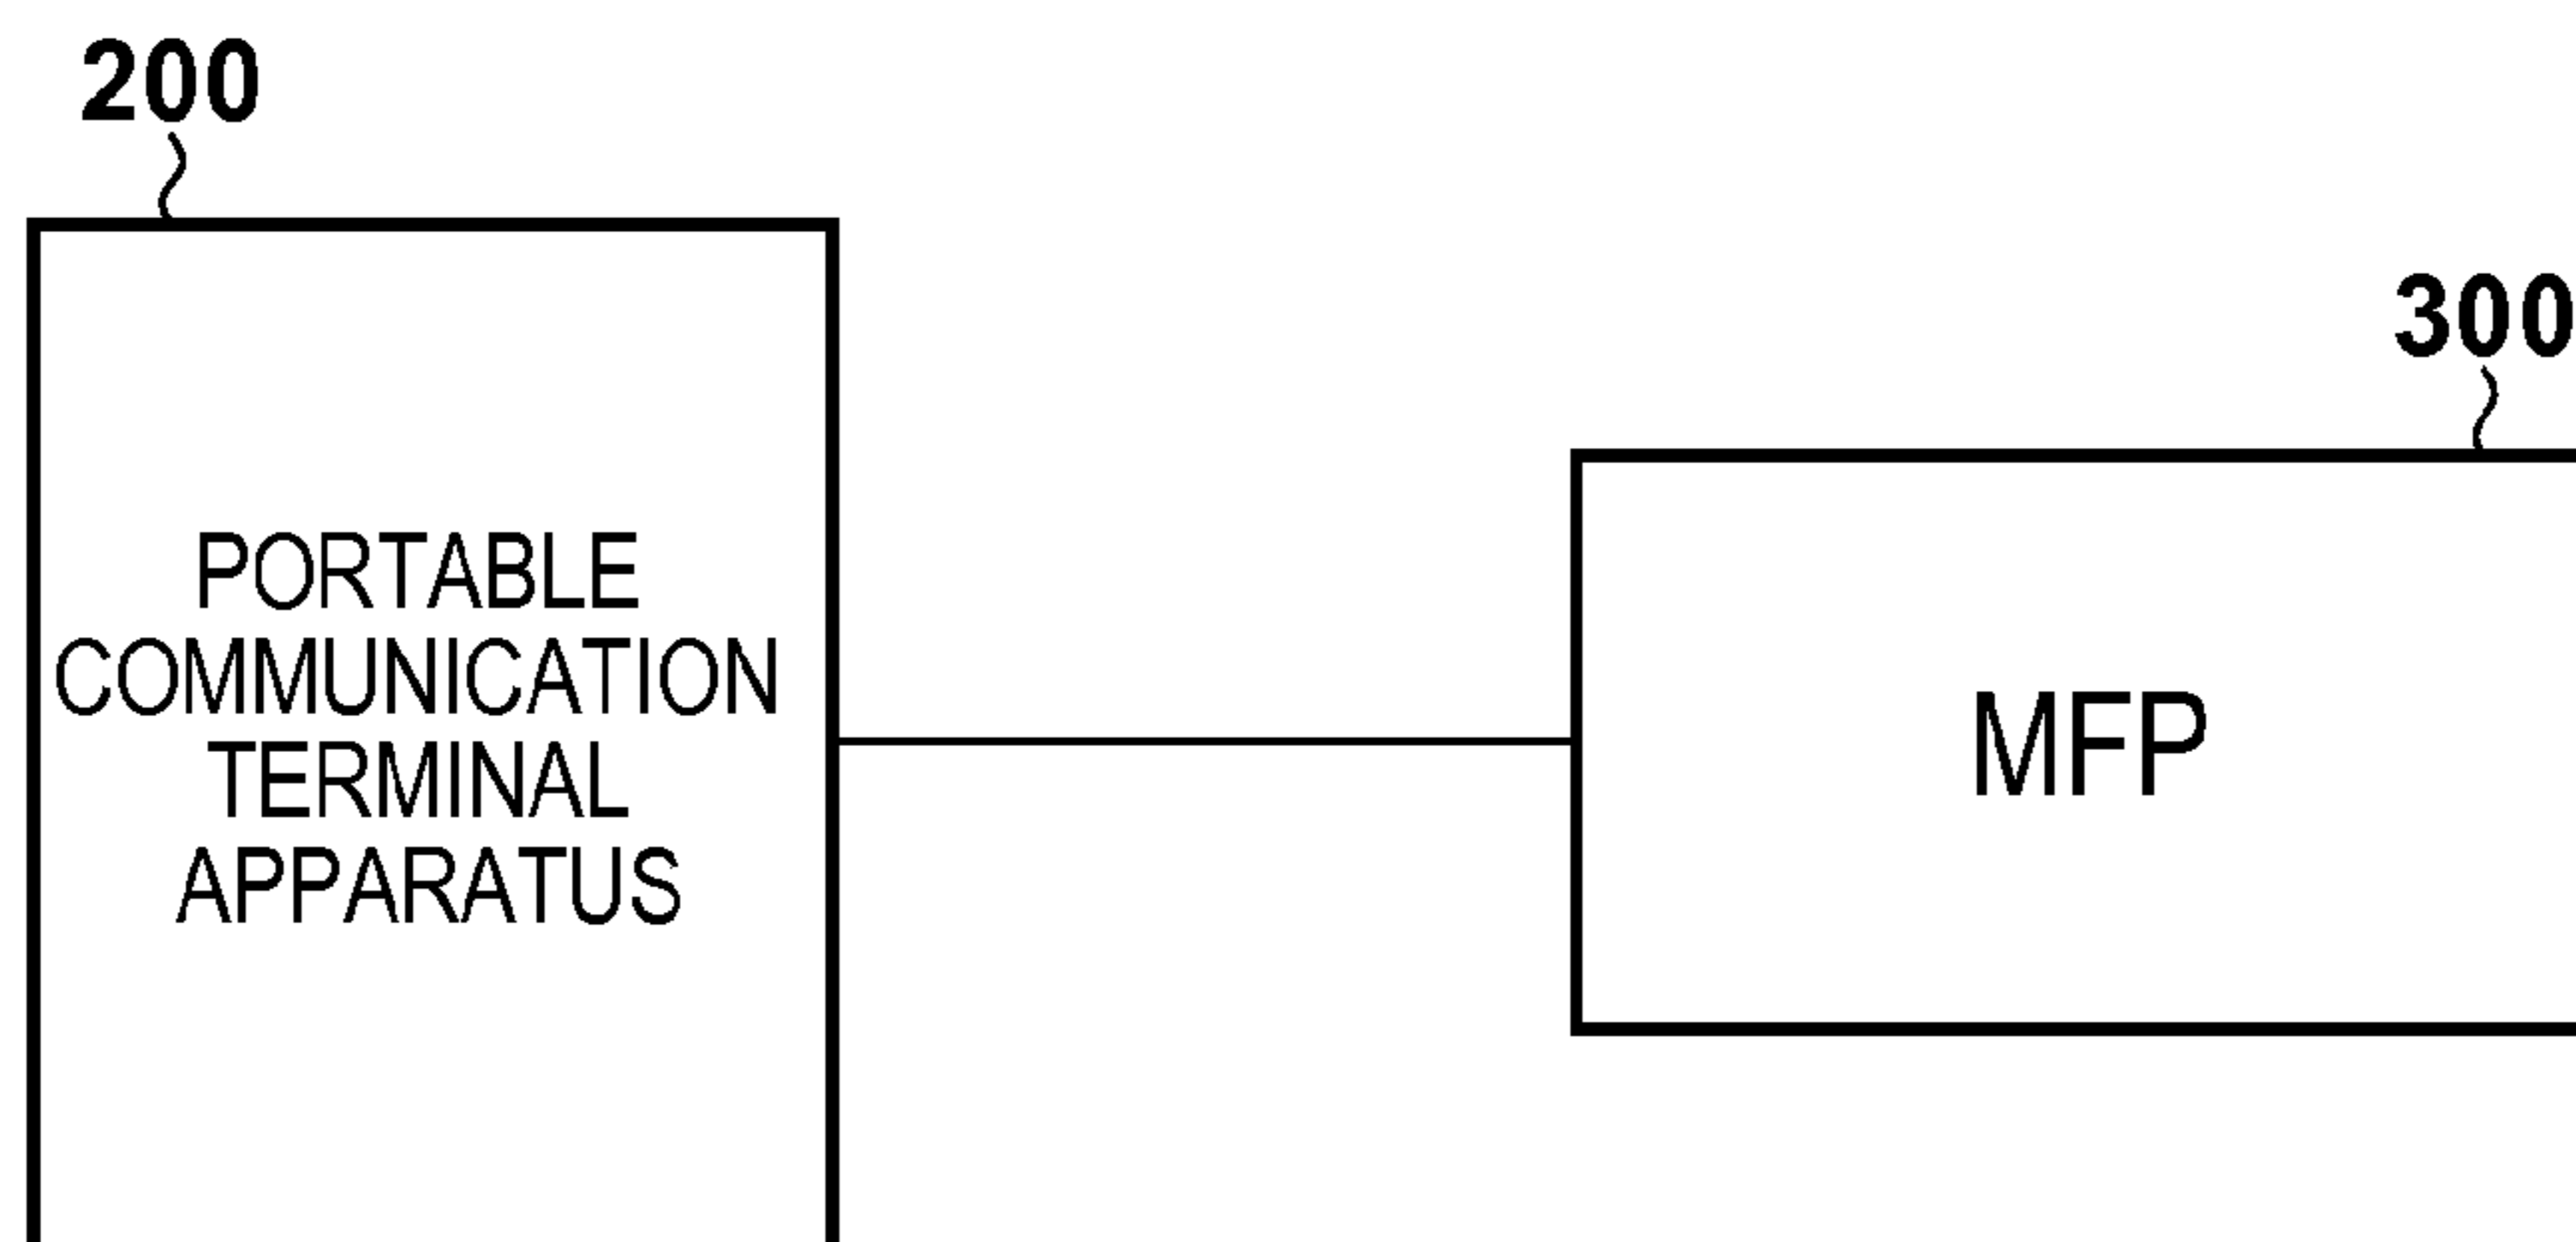 200
300
PORTABLE
COMMUNICATION
TERMINAL
APPARATUS
MFP